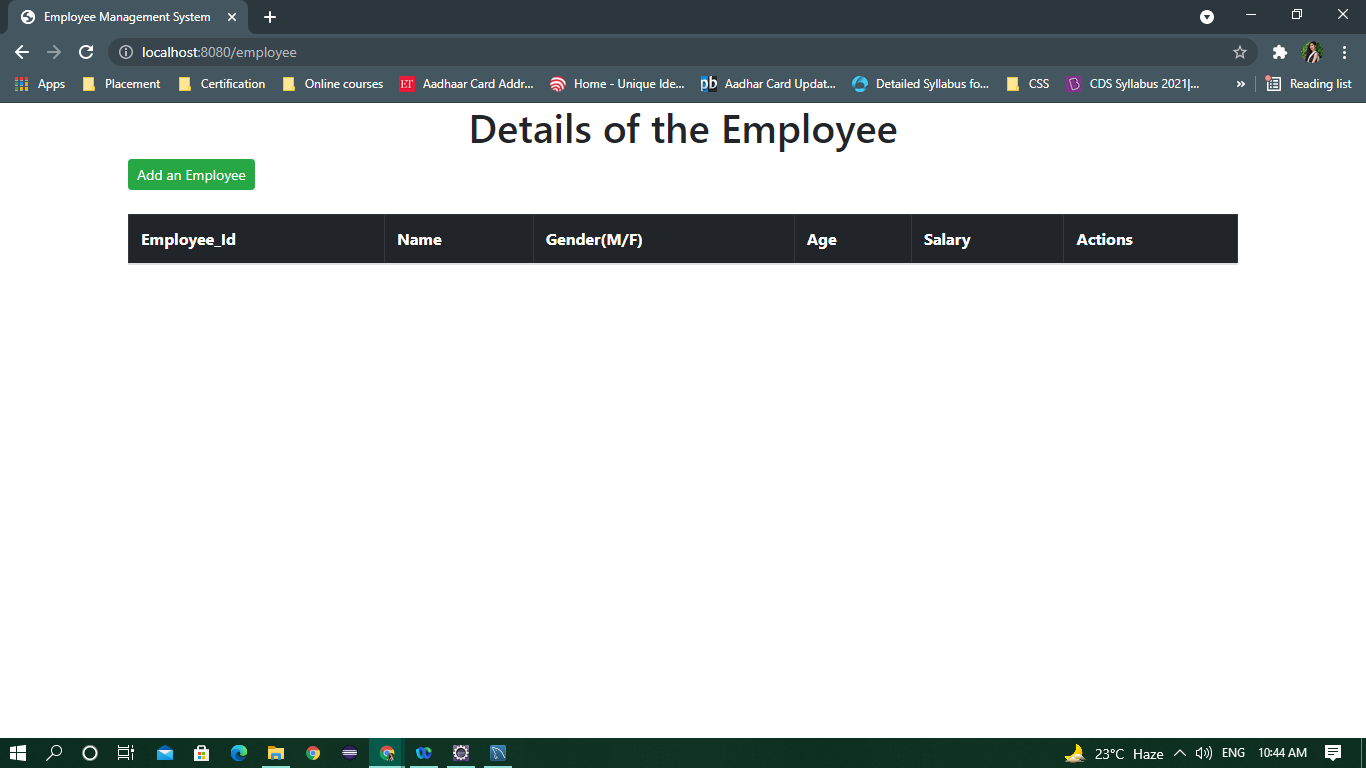 Employee Management System
localhost:8080/employee
Apps Placement Certification Online courses ET Aadhaar Card Addr... Home - Unique Ide... pb Aadhar Card Updat... Detailed Syllabus fo... CSS CDS Syllabus 2021|... » Reading list
Details of the Employee
Add an Employee
Employee_Id Name Gender(M/F) Age Salary Actions
23°C Haze ENG 10:44 AM